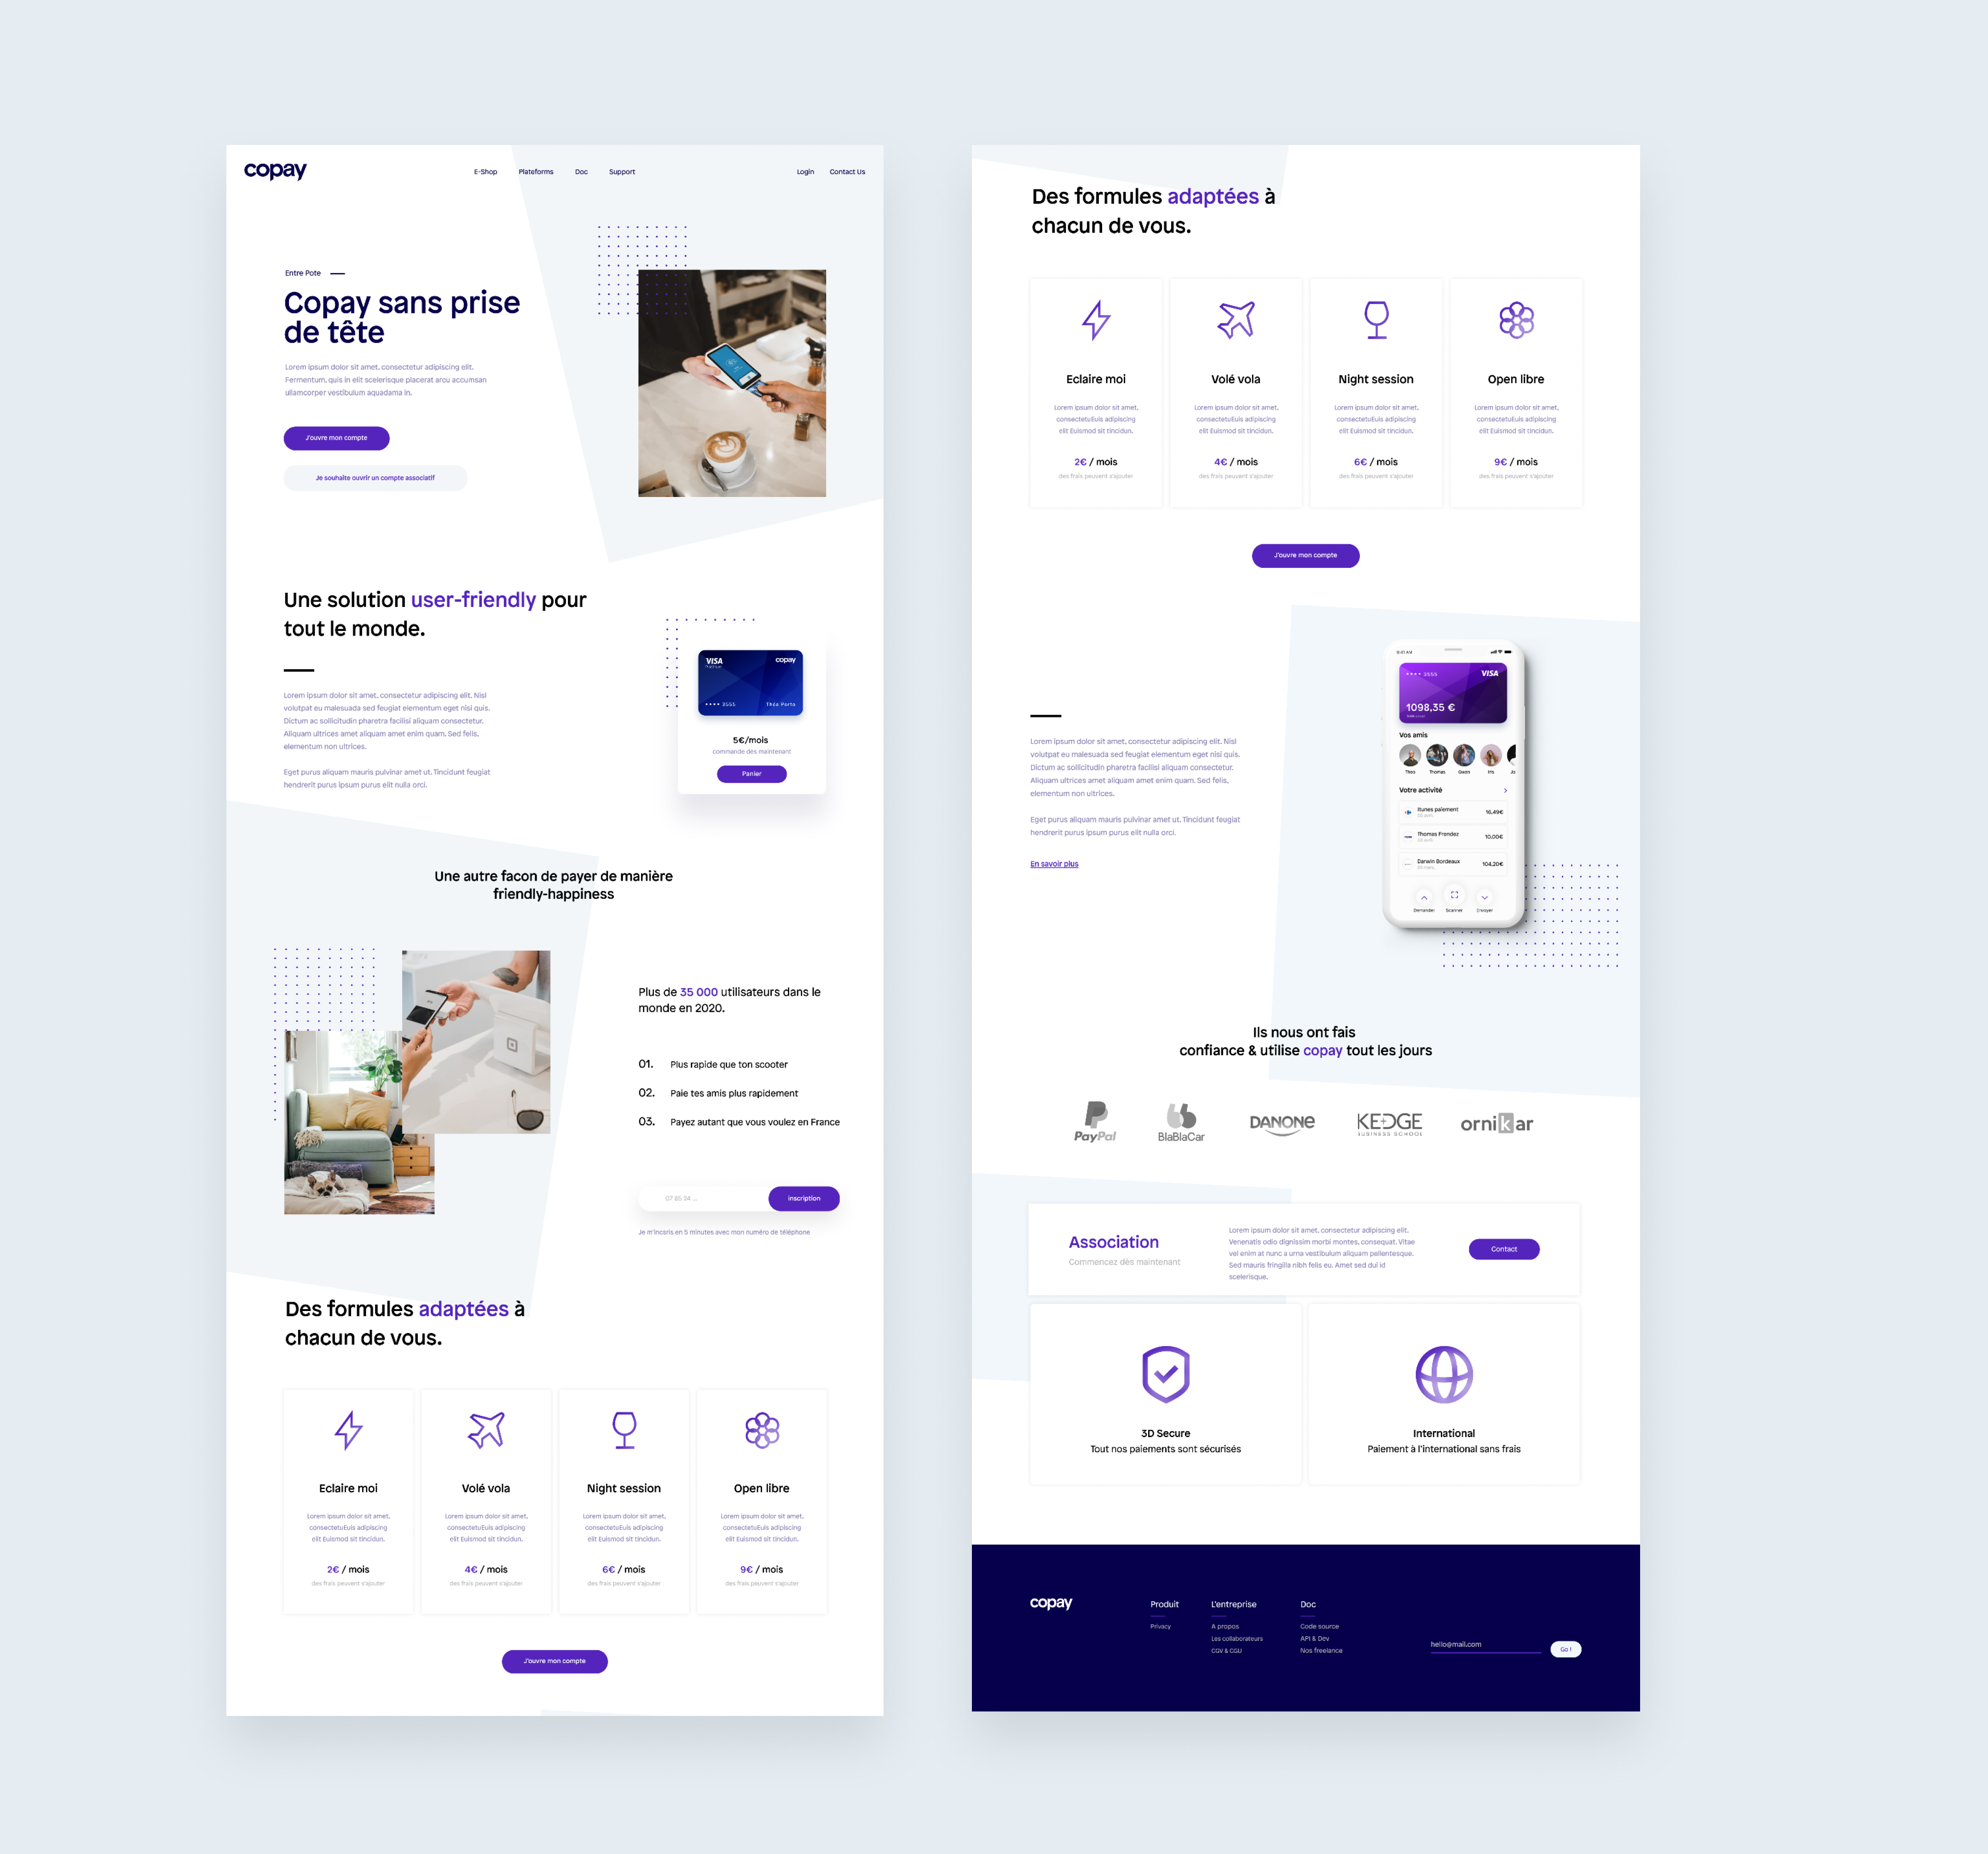 copay
E-Shop Plateforms Doc Support
Login Contact Us
Entre Pote
Copay sans prise
de tête
Lorem ipsum dolor sit amet, consectetur adipiscing elit.
Fermentum, quis in elit scelerisque placerat arcu accumsan
ullamcorper vestibulum aquadama in.
J'ouvre mon compte
Je souhaite ouvrir un compte associatif
Une solution user-friendly pour
tout le monde.
Lorem ipsum dolor sit amet, consectetur adipiscing elit. Nisl
volutpat eu malesuada sed feugiat elementum eget nisi quis.
Dictum ac sollicitudin pharetra facilisi aliquam consectetur.
Aliquam ultrices amet aliquam amet enim quam. Sed felis,
elementum non ultrices.
Eget purus aliquam mauris pulvinar amet ut. Tincidunt feugiat
hendrerit purus ipsum purus elit nulla orci.
VISA
copay
•••• 3555 Théo Porto
5€/mois
commande dès maintenant
Panier
Une autre facon de payer de manière
friendly-happiness
Plus de 35 000 utilisateurs dans le
monde en 2020.
01. Plus rapide que ton scooter
02. Paie tes amis plus rapidement
03. Payez autant que vous voulez en France
07 85 24 ...
inscription
Je m'incsris en 5 minutes avec mon numéro de téléphone
Des formules adaptées à
chacun de vous.
Eclaire moi
Lorem ipsum dolor sit amet,
consectetuEuis adipiscing
elit Euismod sit tincidun.
2€ / mois
des frais peuvent s'ajouter
Volé vola
Lorem ipsum dolor sit amet,
consectetuEuis adipiscing
elit Euismod sit tincidun.
4€ / mois
des frais peuvent s'ajouter
Night session
Lorem ipsum dolor sit amet,
consectetuEuis adipiscing
elit Euismod sit tincidun.
6€ / mois
des frais peuvent s'ajouter
Open libre
Lorem ipsum dolor sit amet,
consectetuEuis adipiscing
elit Euismod sit tincidun.
9€ / mois
des frais peuvent s'ajouter
J'ouvre mon compte
Des formules adaptées à
chacun de vous.
Eclaire moi
Lorem ipsum dolor sit amet,
consectetuEuis adipiscing
elit Euismod sit tincidun.
2€ / mois
des frais peuvent s'ajouter
Volé vola
Lorem ipsum dolor sit amet,
consectetuEuis adipiscing
elit Euismod sit tincidun.
4€ / mois
des frais peuvent s'ajouter
Night session
Lorem ipsum dolor sit amet,
consectetuEuis adipiscing
elit Euismod sit tincidun.
6€ / mois
des frais peuvent s'ajouter
Open libre
Lorem ipsum dolor sit amet,
consectetuEuis adipiscing
elit Euismod sit tincidun.
9€ / mois
des frais peuvent s'ajouter
J'ouvre mon compte
Lorem ipsum dolor sit amet, consectetur adipiscing elit. Nisl
volutpat eu malesuada sed feugiat elementum eget nisi quis.
Dictum ac sollicitudin pharetra facilisi aliquam consectetur.
Aliquam ultrices amet aliquam amet enim quam. Sed felis,
elementum non ultrices.
Eget purus aliquam mauris pulvinar amet ut. Tincidunt feugiat
hendrerit purus ipsum purus elit nulla orci.
En savoir plus
9:41 AM
•••• 3555 VISA
1098,35 €
Vos amis
Theo Thomas Gwen Iris Jo
Votre activité
Itunes paiement 16,49€
Thomas Frendez 10,00€
Darwin Bordeaux 104,20€
Demander Scanner Envoyer
Ils nous ont fais
confiance & utilise copay tout les jours
PayPal
BlaBlaCar
DANONE
KEDGE
BUSINESS SCHOOL
ornikar
Association
Commencez dès maintenant
Lorem ipsum dolor sit amet, consectetur adipiscing elit.
Venenatis odio dignissim morbi montes, consequat. Vitae
vel enim at nunc a urna vestibulum aliquam pellentesque.
Sed mauris fringilla nibh felis eu. Amet sed dui id
scelerisque.
Contact
3D Secure
Tout nos paiements sont sécurisés
International
Paiement à l'international sans frais
copay
Produit
Privacy
L'entreprise
A propos
Les collaborateurs
CGV & CGU
Doc
Code source
API & Dev
Nos freelance
hello@mail.com
Go !